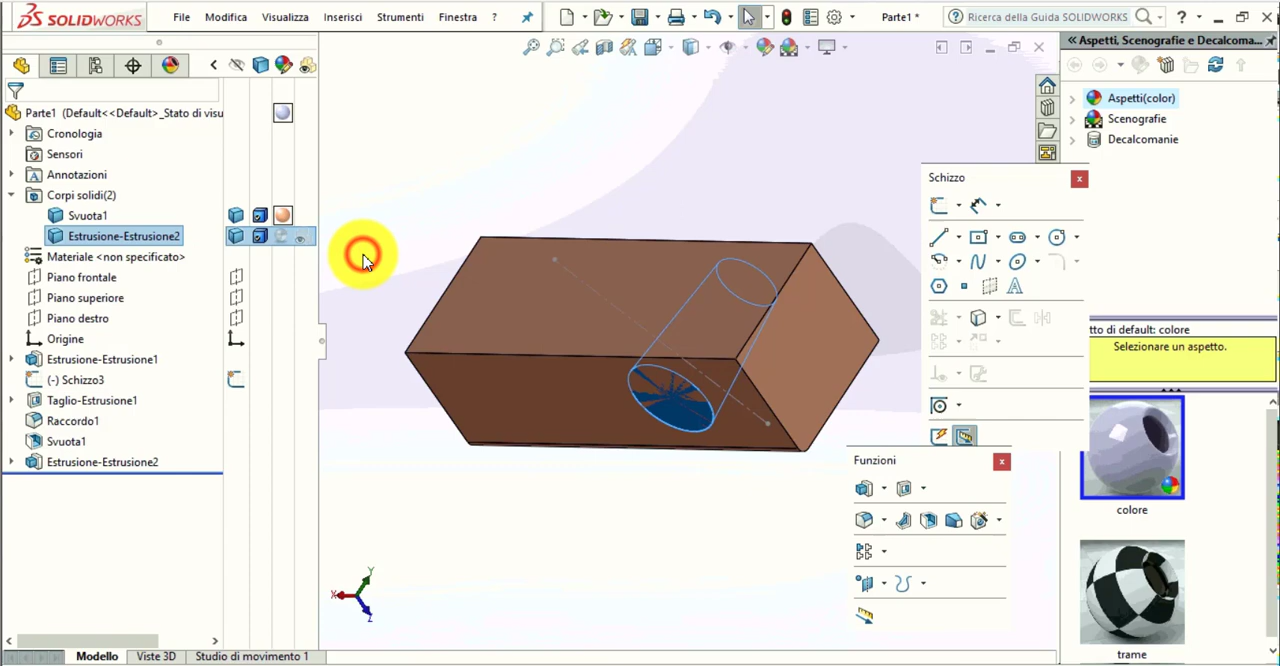 SOLIDWORKS
File Modifica Visualizza Inserisci Strumenti Finestra ?
Parte1 *
Ricerca della Guida SOLIDWORKS
?
Aspetti, Scenografie e Decalcoma...
Parte1 (Default<<Default>_Stato di visu
Cronologia
Sensori
Annotazioni
Corpi solidi(2)
Svuota1
Estrusione-Estrusione2
Materiale <non specificato>
Piano frontale
Piano superiore
Piano destro
Origine
Estrusione-Estrusione1
(-) Schizzo3
Taglio-Estrusione1
Raccordo1
Svuota1
Estrusione-Estrusione2
Aspetti(color)
Scenografie
Decalcomanie
Schizzo
x
Funzioni
x
tto di default: colore
Selezionare un aspetto.
colore
trame
Y
X
Z
Modello Viste 3D Studio di movimento 1